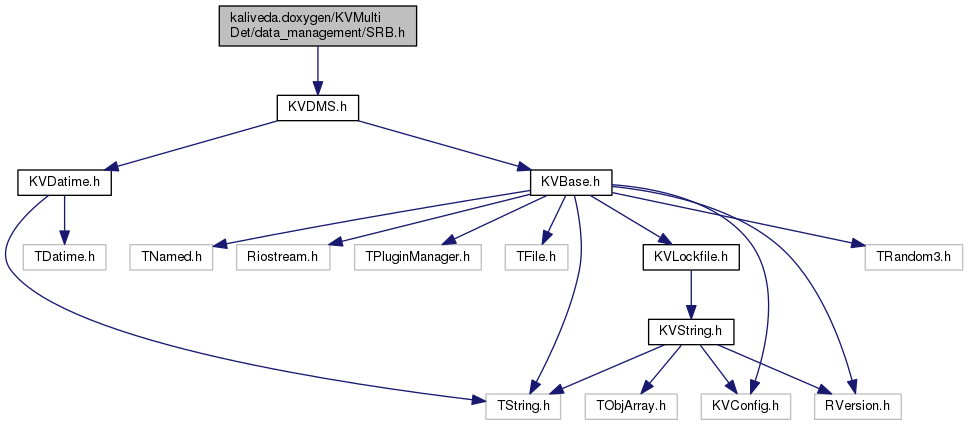 kaliveda.doxygen/KVMulti
Det/data_management/SRB.h
KVDMS.h
KVDatime.h
KVBase.h
TDatime.h
TNamed.h
Riostream.h
TPluginManager.h
TFile.h
KVLockfile.h
TRandom3.h
KVString.h
TString.h
TObjArray.h
KVConfig.h
RVersion.h